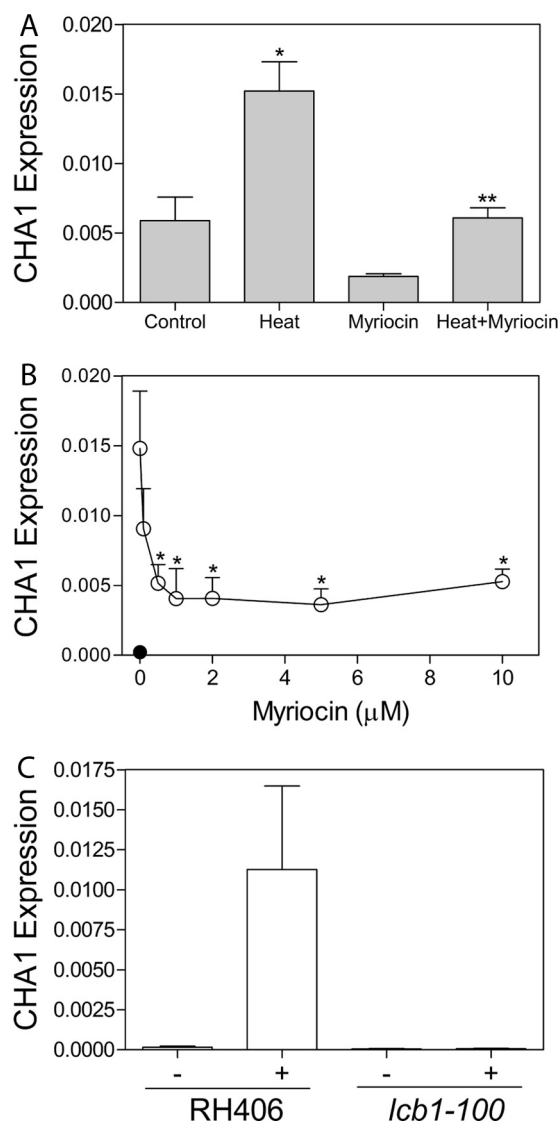 A
CHA1 Expression
0.020
0.015
0.010
0.005
0.000
*
**
Control Heat Myriocin Heat+Myriocin
B
CHA1 Expression
0.020
0.015
0.010
0.005
0.000
* * * * *
0 2 4 6 8 10
Myriocin (μM)
C
CHA1 Expression
0.0175
0.0150
0.0125
0.0100
0.0075
0.0050
0.0025
0.0000
- + - +
RH406 lcb1-100